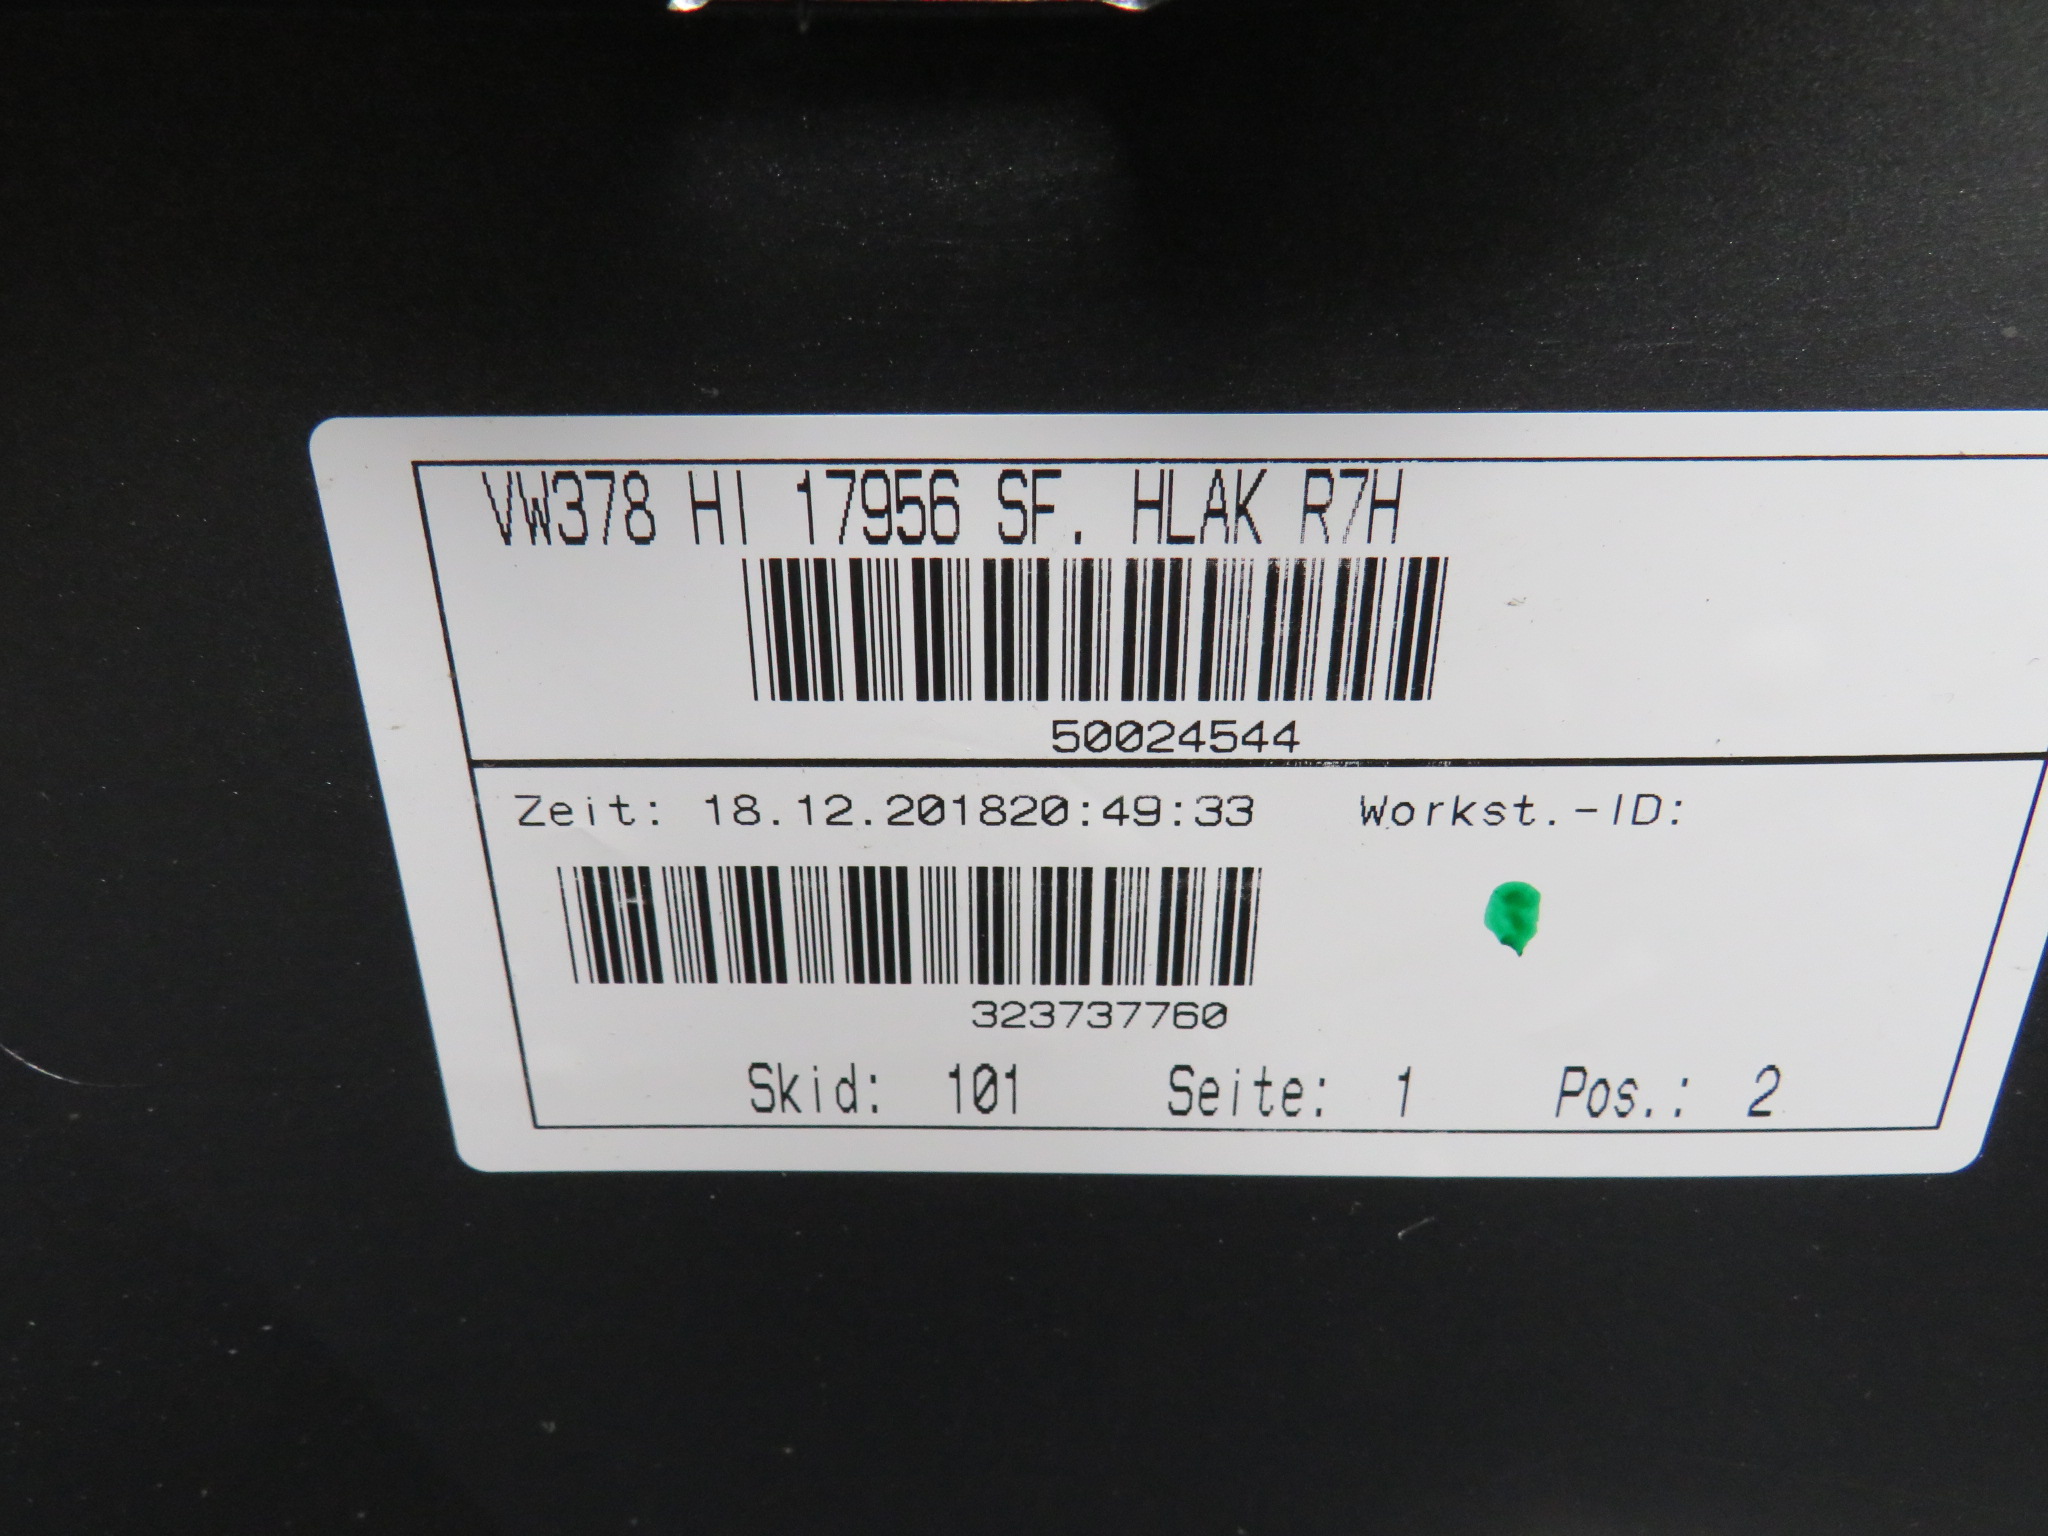 VW378 HI 17956 SF. HLAK R7H
50024544
Zeit: 18.12.201820:49:33 Workst.-ID:
323737760
Skid: 101 Seite: 1 Pos.: 2